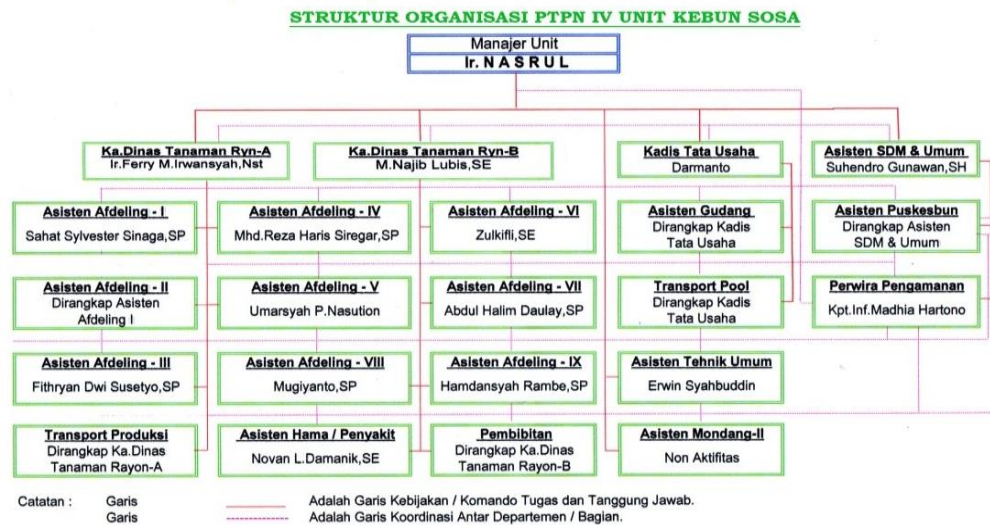 STRUKTUR ORGANISASI PTPN IV UNIT KEBUN SOSA
Manajer Unit
Ir. N A S R U L
Ka.Dinas Tanaman Ryn-A
Ir.Ferry M.Irwansyah,Nst
Ka.Dinas Tanaman Ryn-B
M.Najib Lubis,SE
Kadis Tata Usaha
Darmanto
Asisten SDM & Umum
Suhendro Gunawan,SH
Asisten Afdeling - I
Sahat Sylvester Sinaga,SP
Asisten Afdeling - IV
Mhd.Reza Haris Siregar,SP
Asisten Afdeling - VI
Zulkifli,SE
Asisten Gudang
Dirangkap Kadis
Tata Usaha
Asisten Puskesbun
Dirangkap Asisten
SDM & Umum
Asisten Afdeling - II
Dirangkap Asisten
Afdeling I
Asisten Afdeling - V
Umarsyah P.Nasution
Asisten Afdeling - VII
Abdul Halim Daulay,SP
Transport Pool
Dirangkap Kadis
Tata Usaha
Perwira Pengamanan
Kpt.Inf.Madhia Hartono
Asisten Afdeling - III
Fithryan Dwi Susetyo,SP
Asisten Afdeling - VIII
Mugiyanto,SP
Asisten Afdeling - IX
Hamdansyah Rambe,SP
Asisten Tehnik Umum
Erwin Syahbuddin
Transport Produksi
Dirangkap Ka.Dinas
Tanaman Rayon-A
Asisten Hama / Penyakit
Novan L.Damanik,SE
Pembibitan
Dirangkap Ka.Dinas
Tanaman Rayon-B
Asisten Mondang-II
Non Aktifitas
Catatan : Garis Adalah Garis Kebijakan / Komando Tugas dan Tanggung Jawab.
Garis Adalah Garis Koordinasi Antar Departemen / Bagian.